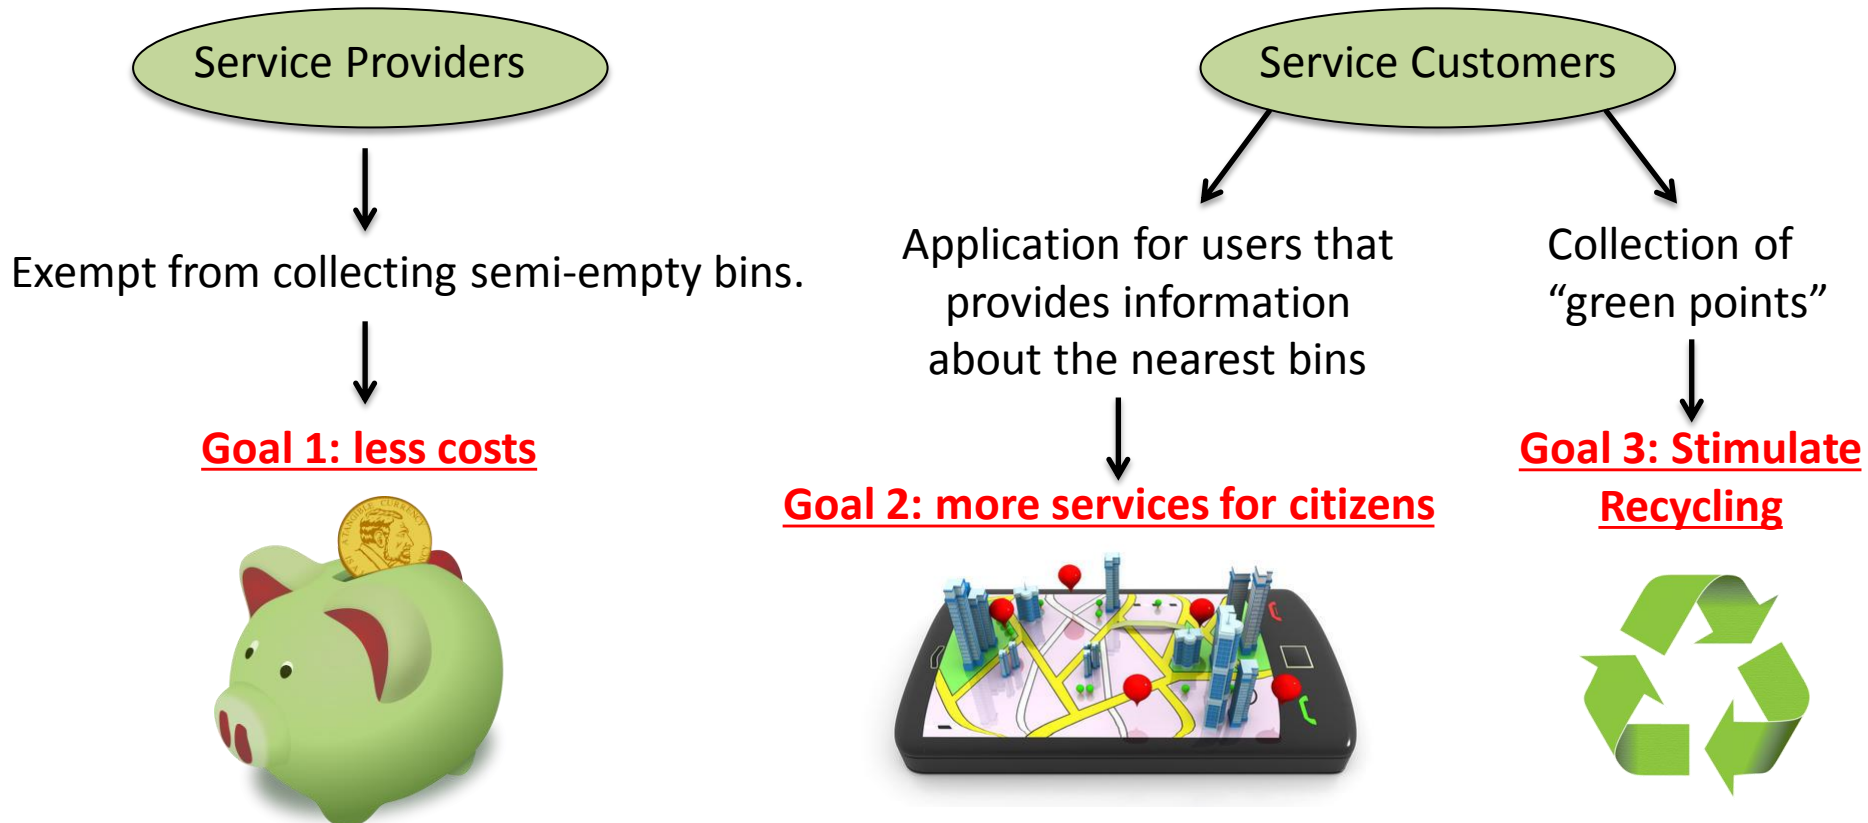 Service Providers
Exempt from collecting semi-empty bins.
Goal 1: less costs
Service Customers
Application for users that
provides information
about the nearest bins
Goal 2: more services for citizens
Collection of
“green points”
Goal 3: Stimulate
Recycling